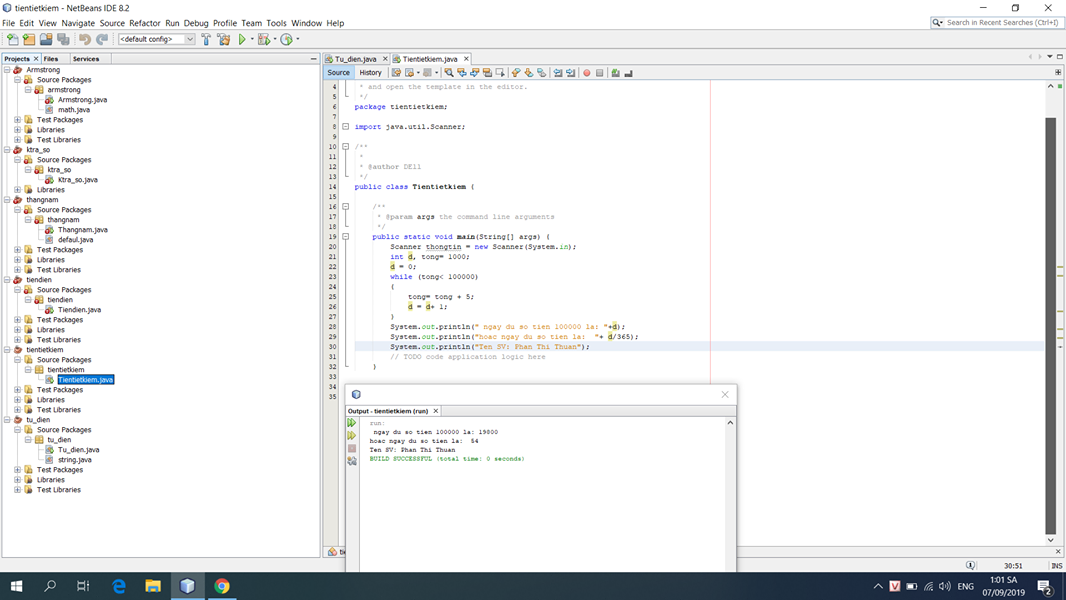 tientietkiem - NetBeans IDE 8.2
File Edit View Navigate Source Refactor Run Debug Profile Team Tools Window Help
Search in Recent Searches (Ctrl+I)
<default config>
Projects Files Services
Armstrong
Source Packages
armstrong
Armstrong.java
math.java
Test Packages
Libraries
Test Libraries
ktra_so
Source Packages
ktra_so
Ktra_so.java
Libraries
thangnam
Source Packages
thangnam
Thangnam.java
defaul.java
Test Packages
Libraries
Test Libraries
tiendien
Source Packages
tiendien
Tiendien.java
Test Packages
Libraries
Test Libraries
tientietkiem
Source Packages
tientietkiem
Tientietkiem.java
Test Packages
Libraries
Test Libraries
tu_dien
Source Packages
tu_dien
Tu_dien.java
string.java
Test Packages
Libraries
Test Libraries
Tu_dien.java Tientietkiem.java
Source History
4 * and open the template in the editor.
5 */
6 package tientietkiem;
7
8 import java.util.Scanner;
9
10 /**
11 *
12 * @author DE11
13 */
14 public class Tientietkiem {
15
16 /**
17 * @param args the command line arguments
18 */
19 public static void main(String[] args) {
20 Scanner thongtin = new Scanner(System.in);
21 int d, tong= 1000;
22 d = 0;
23 while (tong< 100000)
24 {
25 tong= tong + 5;
26 d = d+ 1;
27 }
28 System.out.println(" ngay du so tien 100000 la: "+d);
29 System.out.println("hoac ngay du so tien la:  "+ d/365);
30 System.out.println("Ten SV: Phan Thi Thuan");
31 // TODO code application logic here
32 }
33
34
35
Output - tientietkiem (run)
run:
ngay du so tien 100000 la: 19800
hoac ngay du so tien la:  54
Ten SV: Phan Thi Thuan
BUILD SUCCESSFUL (total time: 0 seconds)
30:51 INS
ENG
1:01 SA
07/09/2019
2